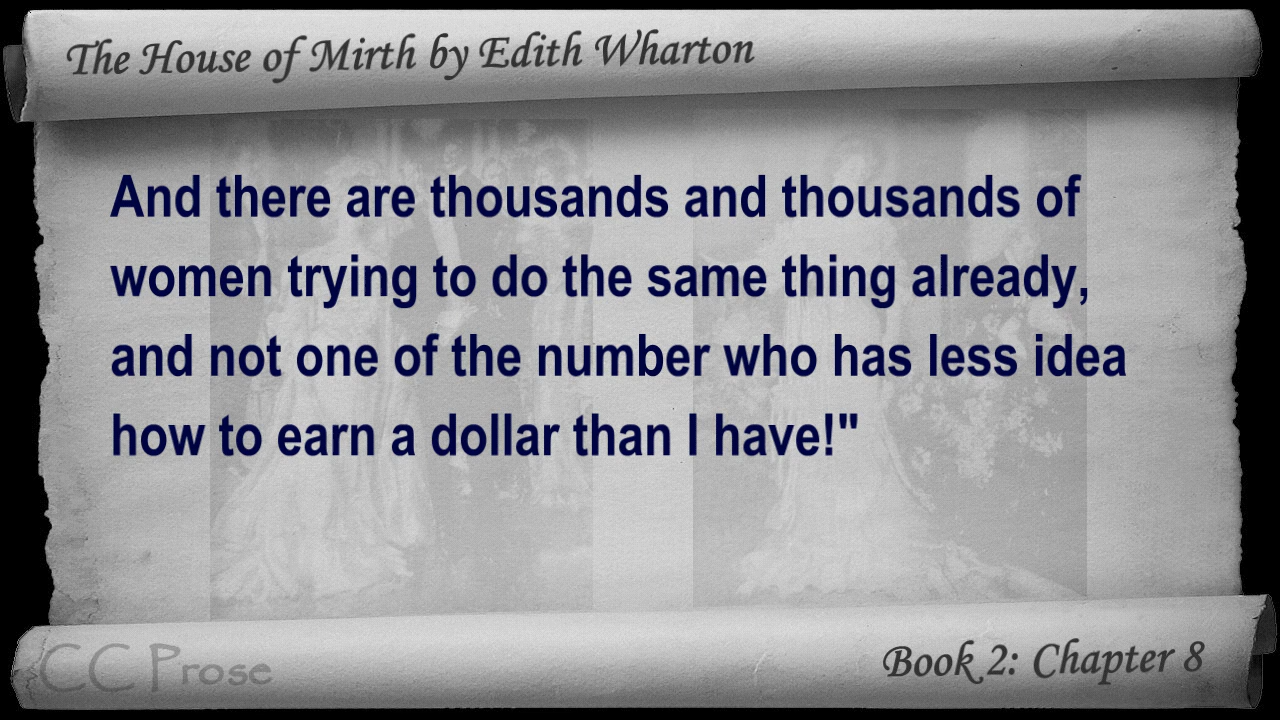 The House of Mirth by Edith Wharton
And there are thousands and thousands of
women trying to do the same thing already,
and not one of the number who has less idea
how to earn a dollar than I have!"
CC Prose
Book 2: Chapter 8